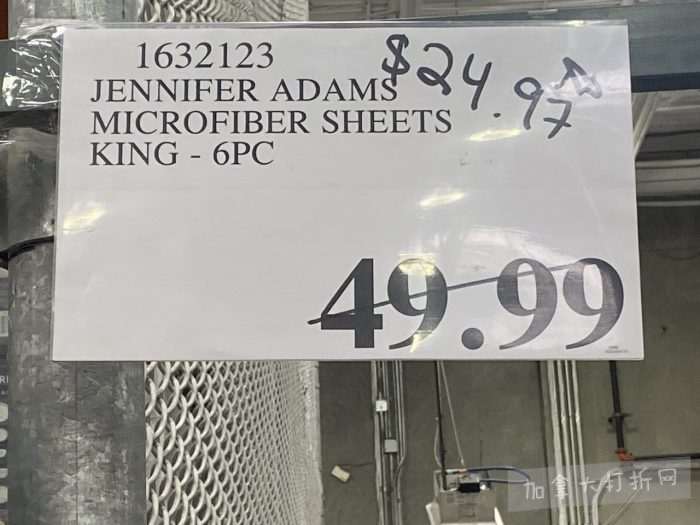 1632123
JENNIFER ADAMS
MICROFIBER SHEETS
KING - 6PC
$24.97
49.99
加拿大打折网